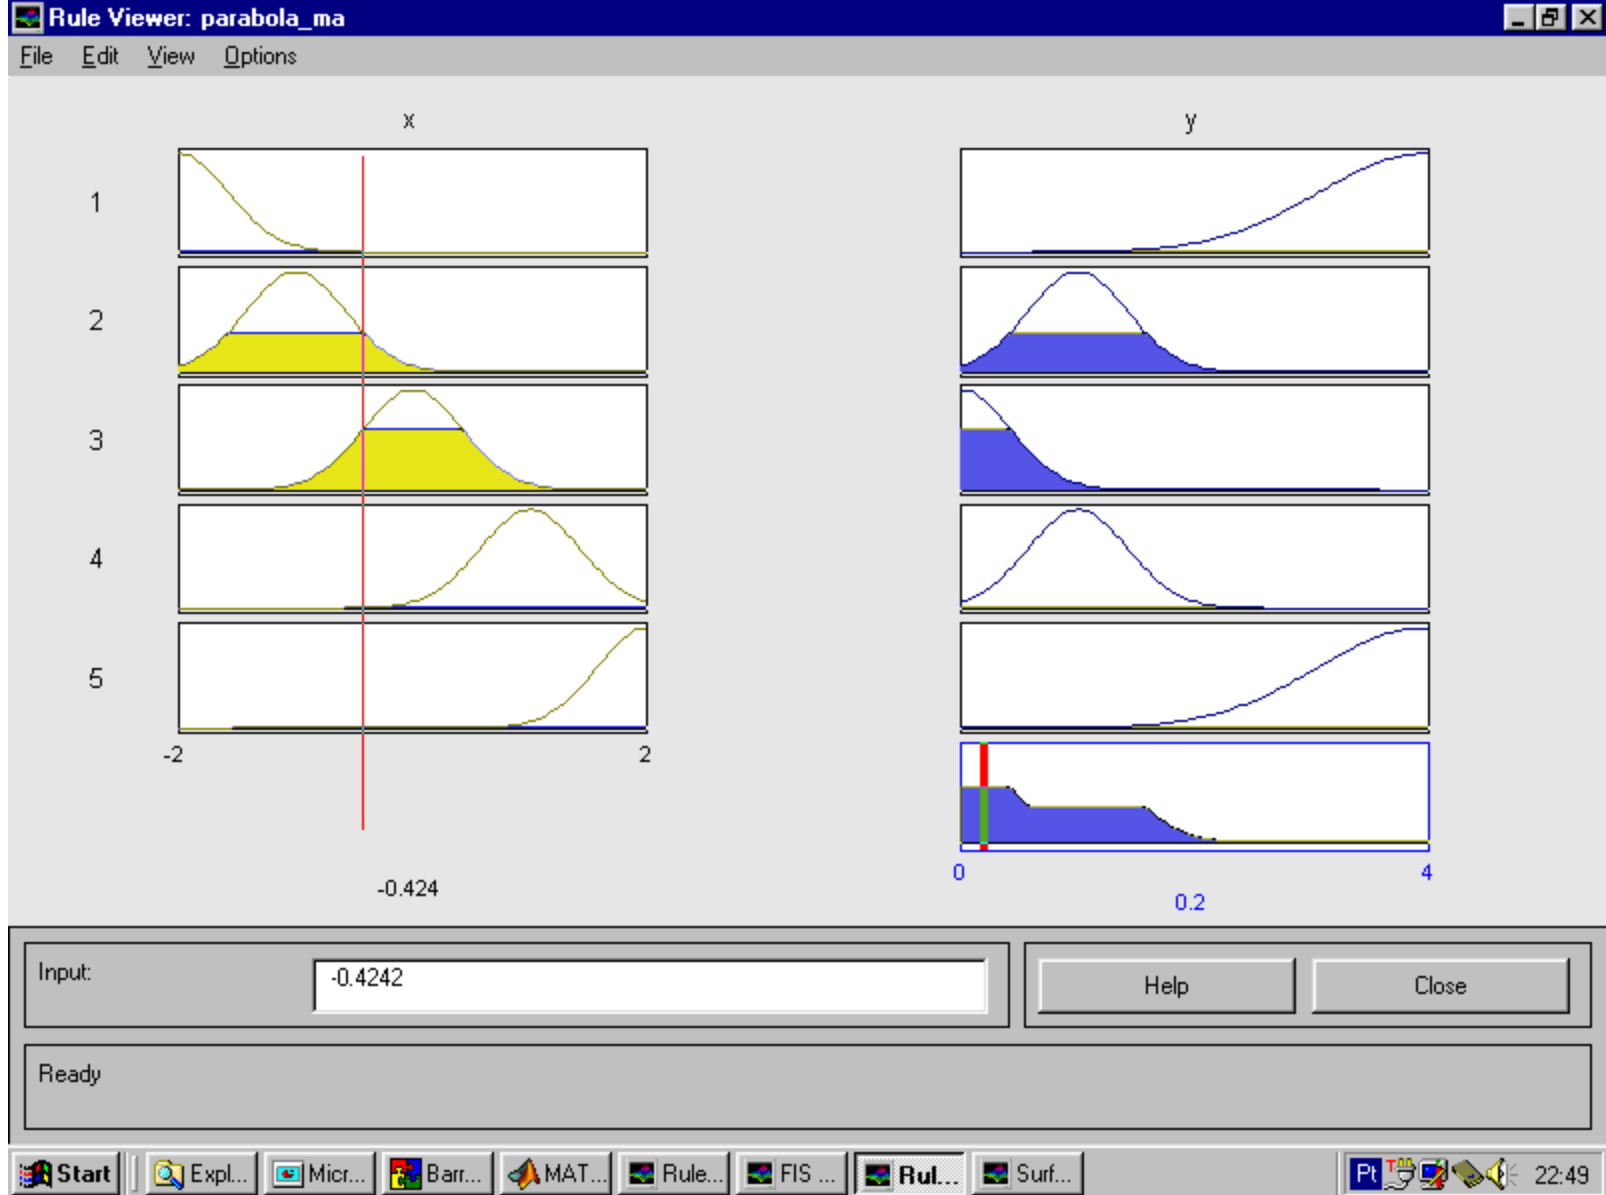 Rule Viewer: parabola_ma
File Edit View Options
x y
1
2
3
4
5
-2 2
0 4
-0.424
0.2
Input: -0.4242 Help Close
Ready
Start Expl... Micr... Barr... MAT... Rule... FIS ... Rul... Surf... Pt 22:49